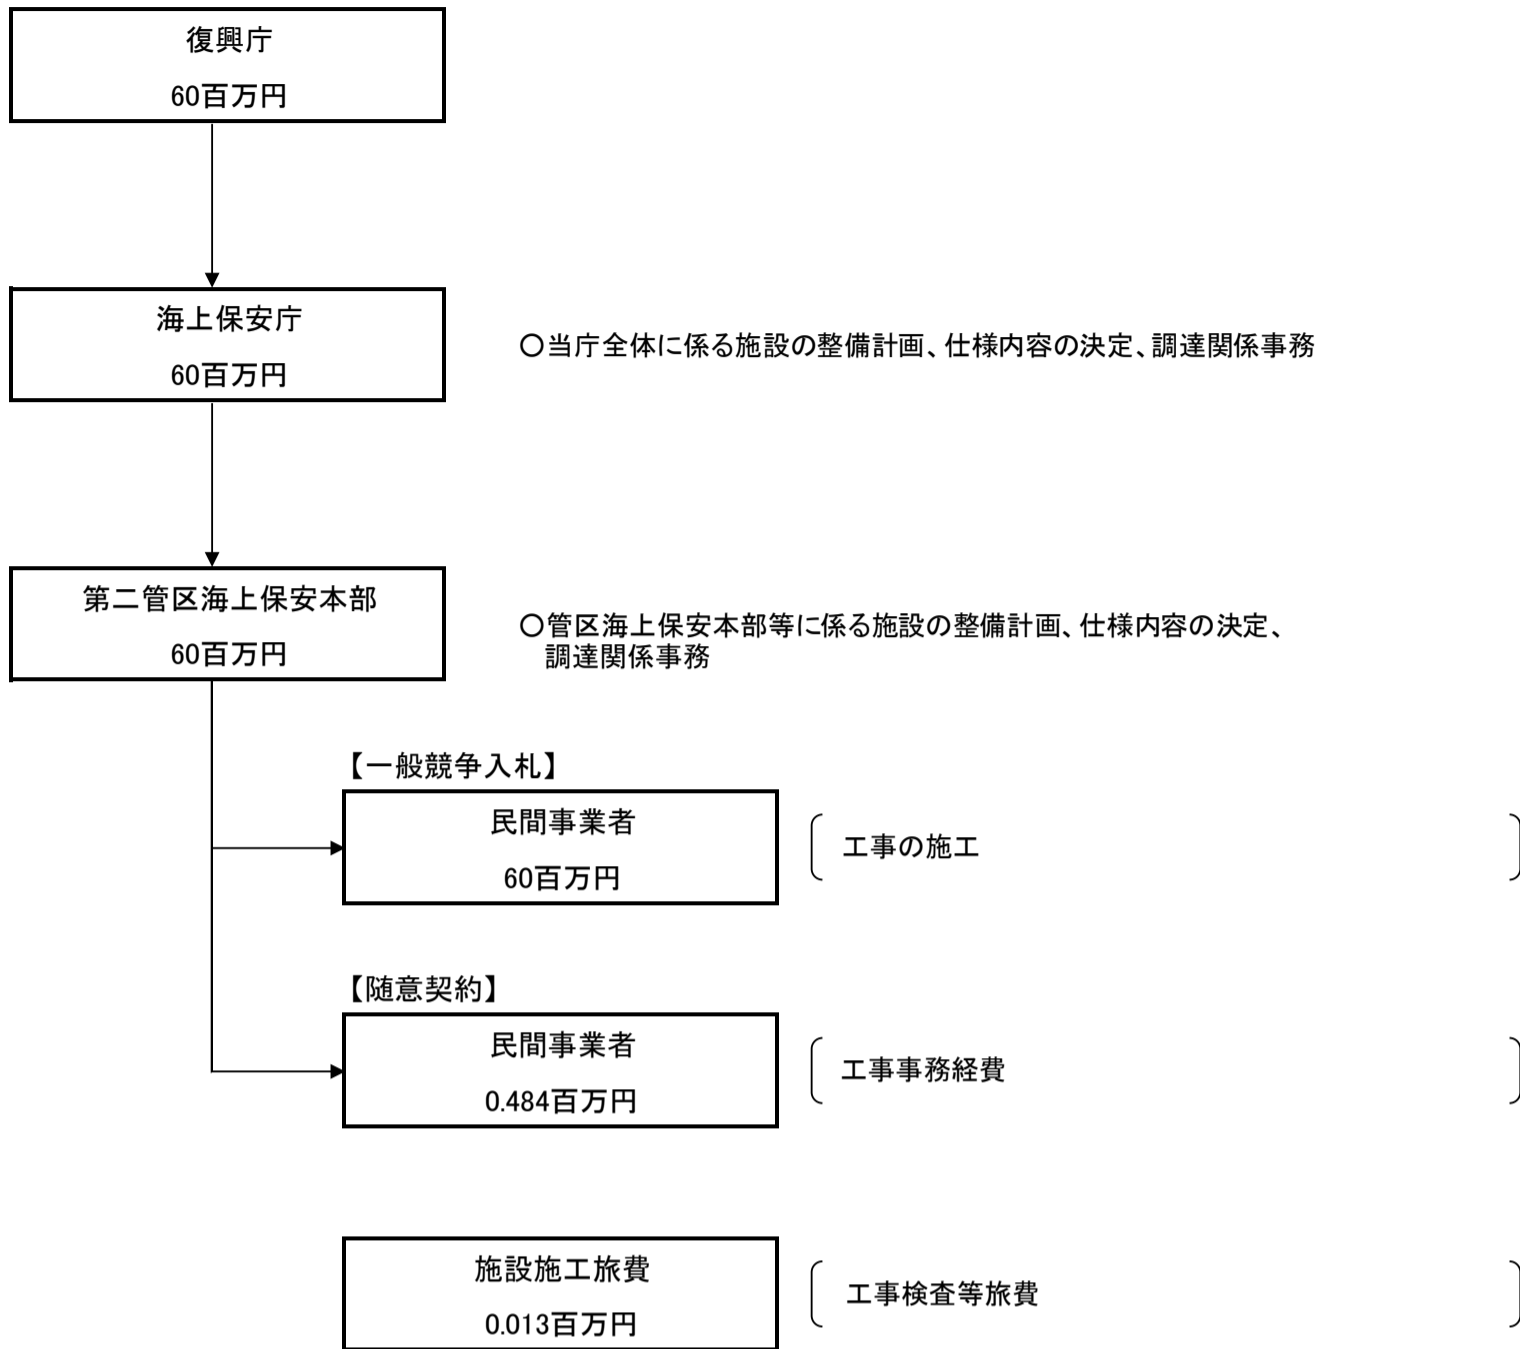 復興庁
60百万円
海上保安庁
60百万円
○当庁全体に係る施設の整備計画、仕様内容の決定、調達関係事務
第二管区海上保安本部
60百万円
○管区海上保安本部等に係る施設の整備計画、仕様内容の決定、
調達関係事務
【一般競争入札】
民間事業者
60百万円
工事の施工
【随意契約】
民間事業者
0.484百万円
工事事務経費
施設施工旅費
0.013百万円
工事検査等旅費